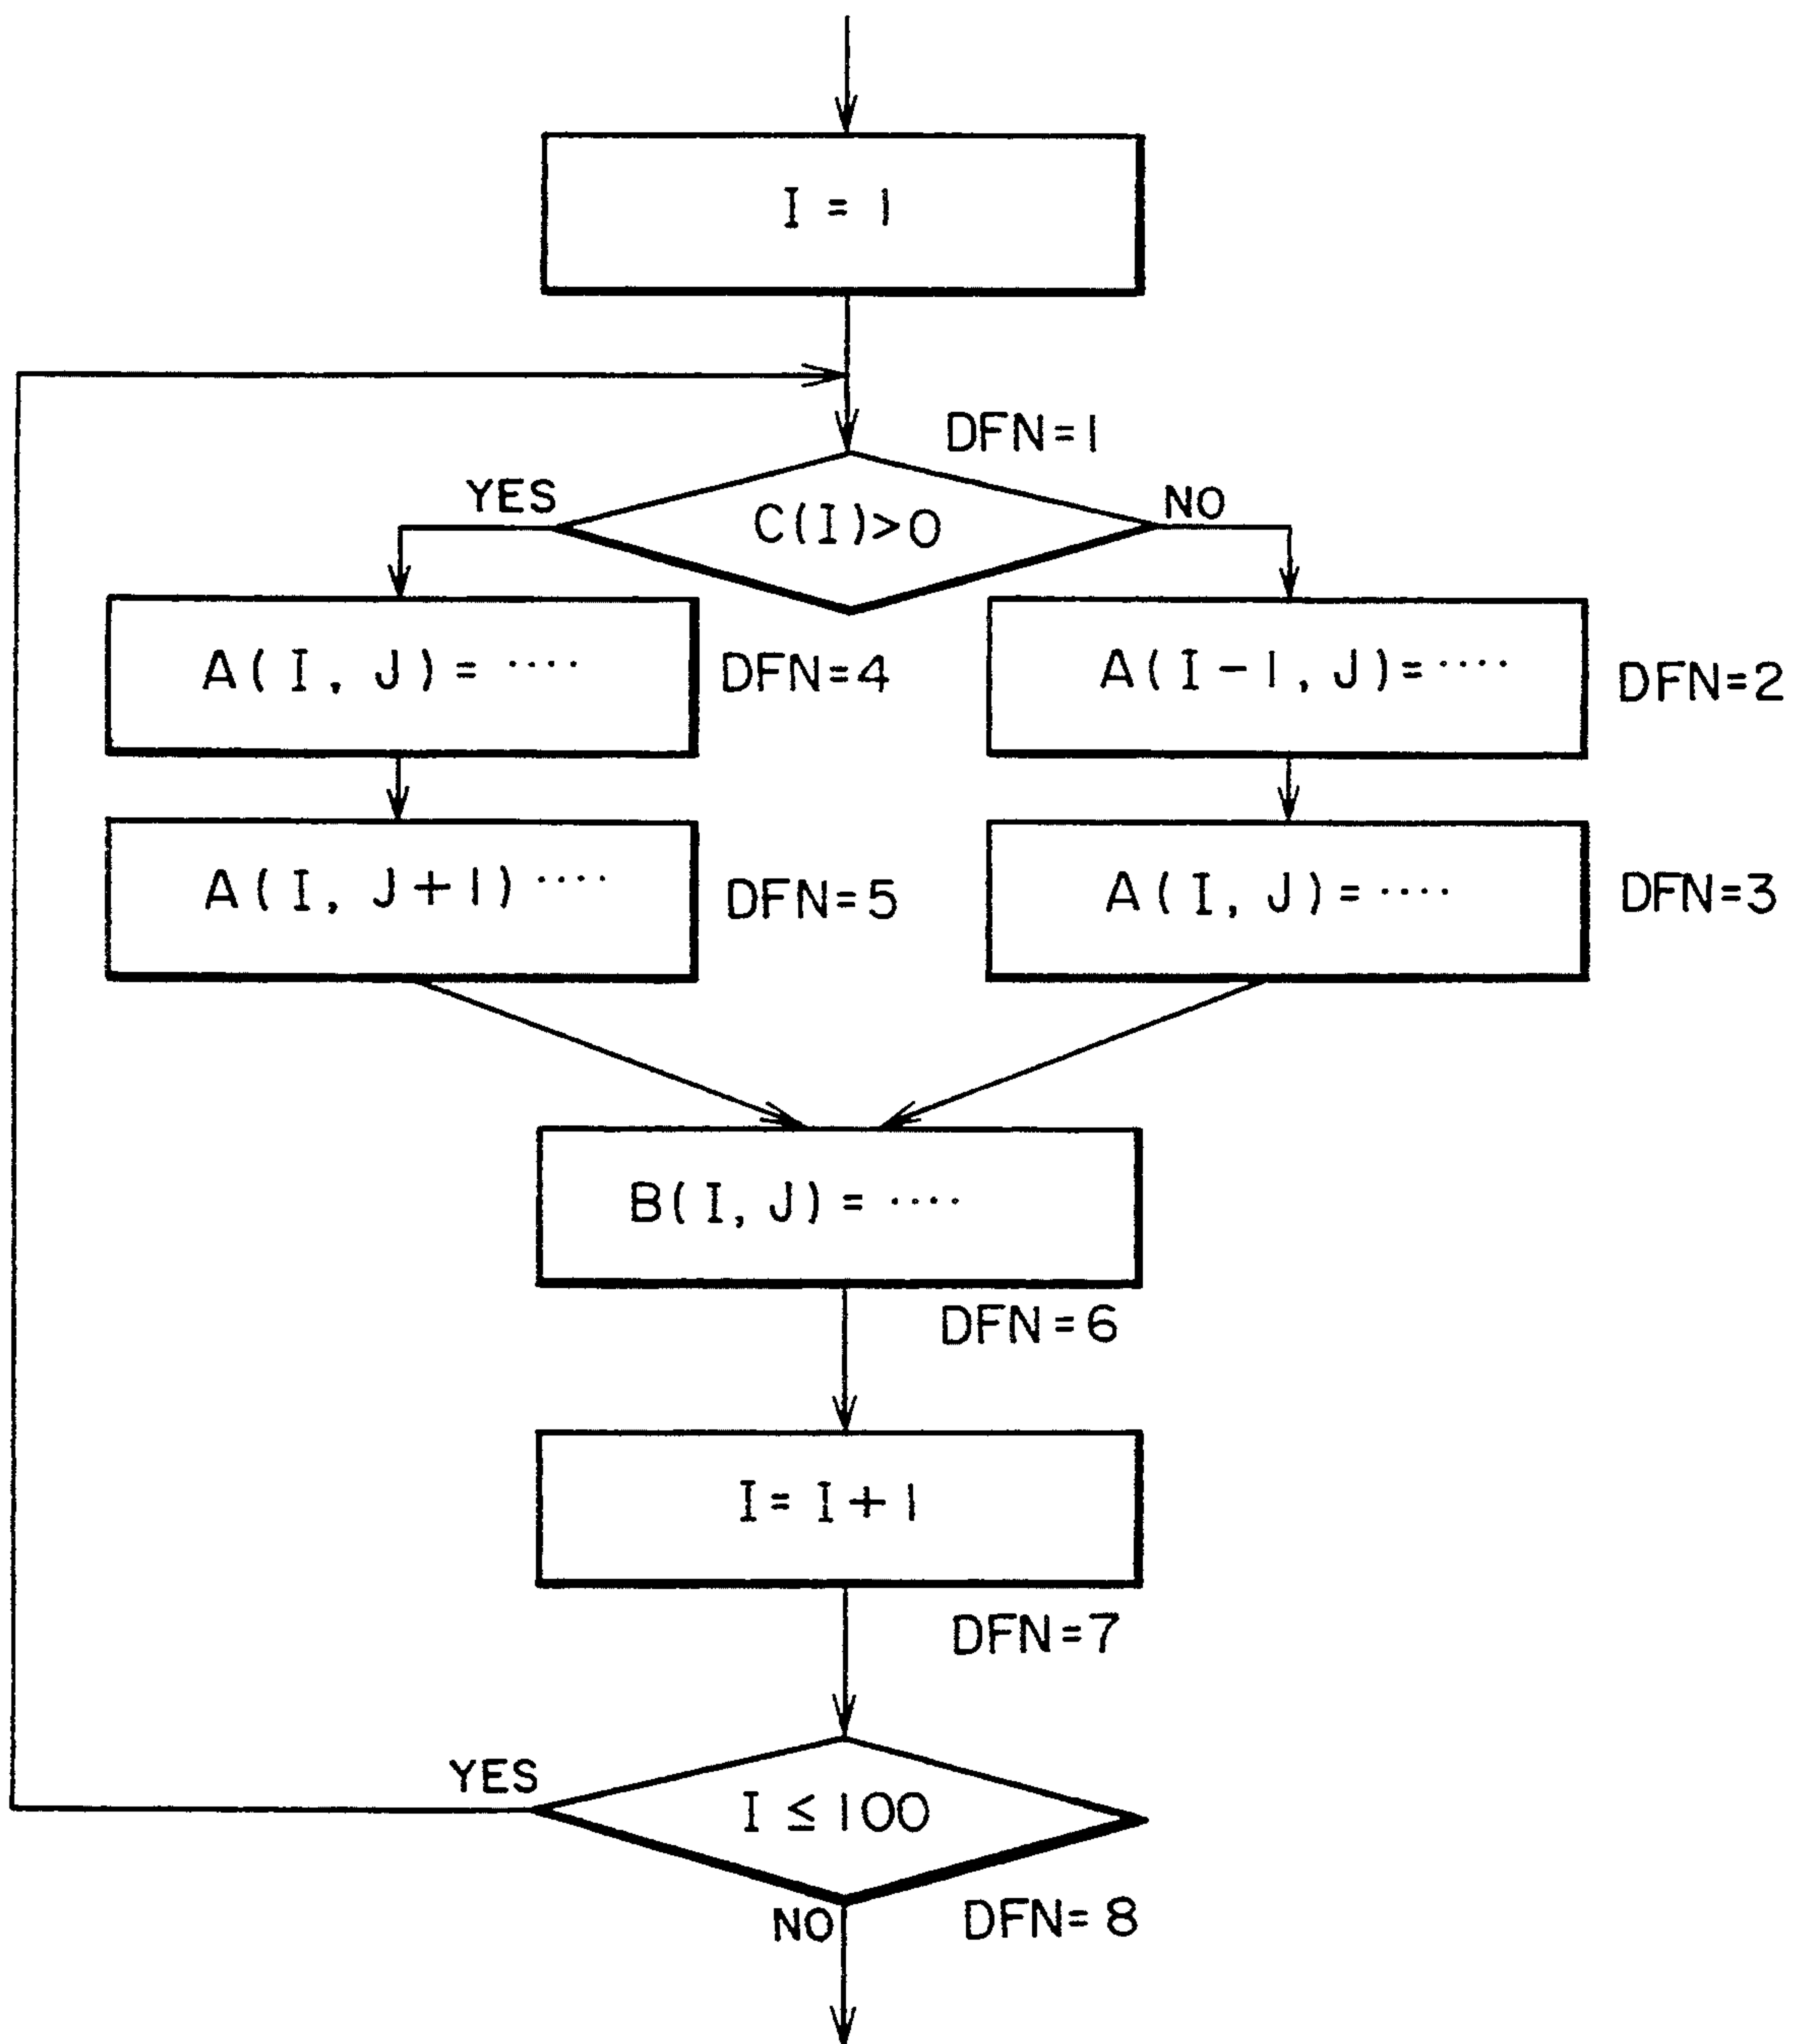 I = 1
DFN=1
YES
NO
C(I)>0
A(I, J)= ····
DFN=4
A(I-1, J)= ····
DFN=2
A(I, J+1) ····
DFN=5
A(I, J)= ····
DFN=3
B(I, J)= ····
DFN=6
I=I+1
DFN=7
YES
I ≤ 100
NO
DFN=8